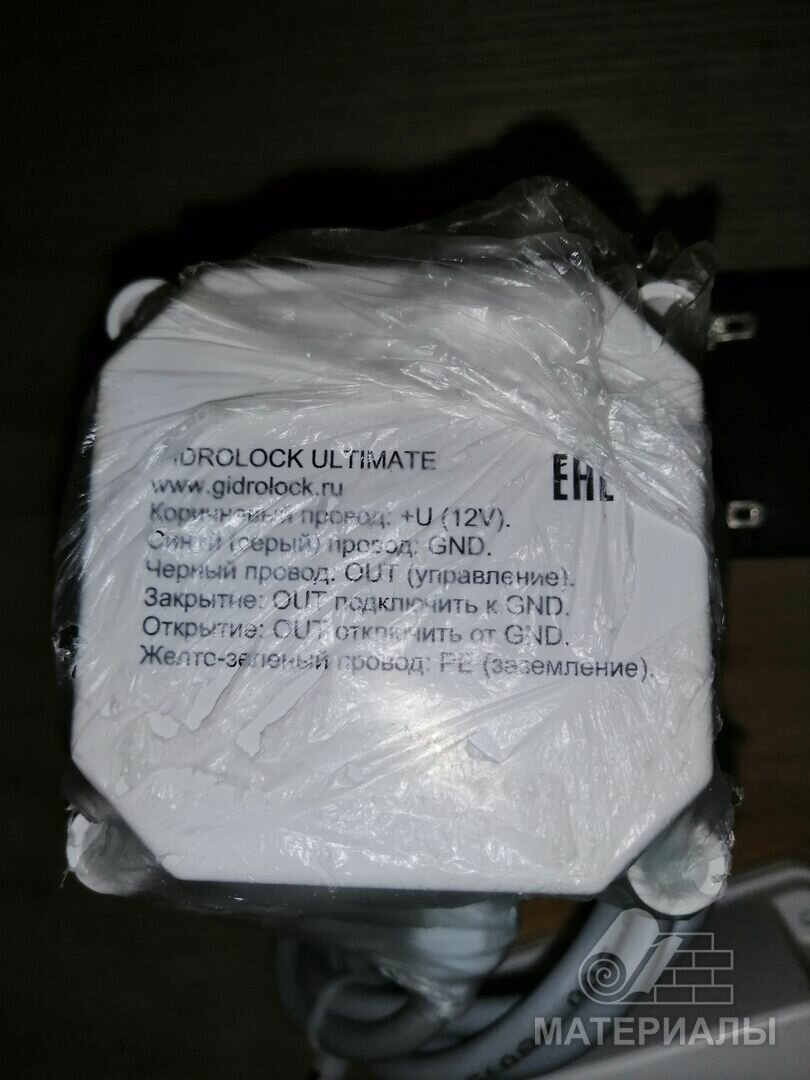 GIDROLOCK ULTIMATE
EAC
www.gidrolock.ru
Коричневый провод: +U (12V).
Синий (серый) провод: GND.
Черный провод: OUT (управление).
Закрытие: OUT подключить к GND.
Открытие: OUT отключить от GND.
Желто-зеленый провод: PE (заземление).
МАТЕРИАЛЫ